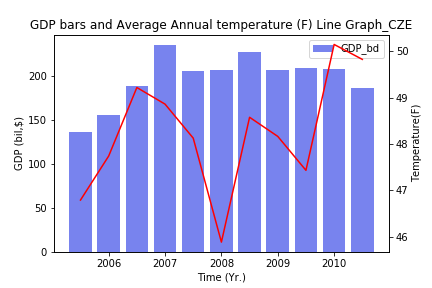 GDP bars and Average Annual temperature (F) Line Graph_CZE
GDP_bd
GDP (bil,$)
200
150
100
50
0
50
49
48
47
46
Temperature(F)
2006 2007 2008 2009 2010
Time (Yr.)